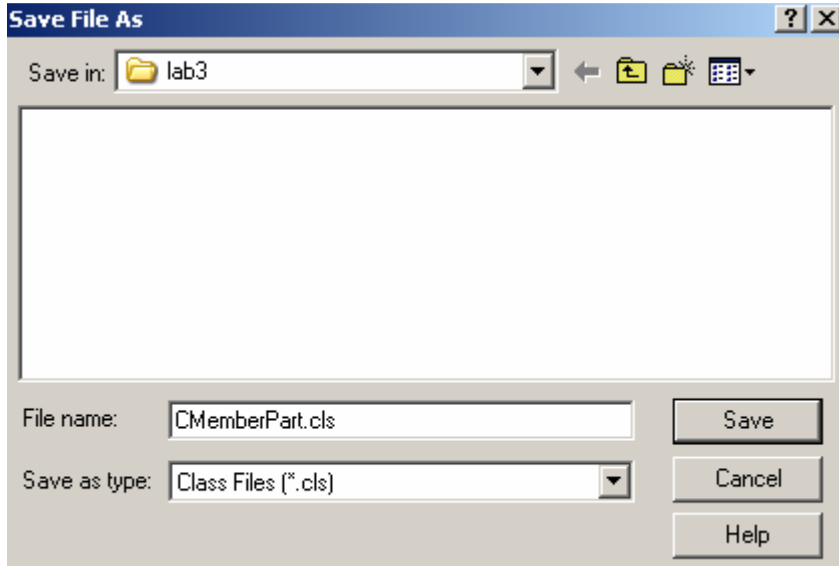 Save File As
Save in: lab3
File name: CMemberPart.cls
Save
Save as type: Class Files (*.cls)
Cancel
Help